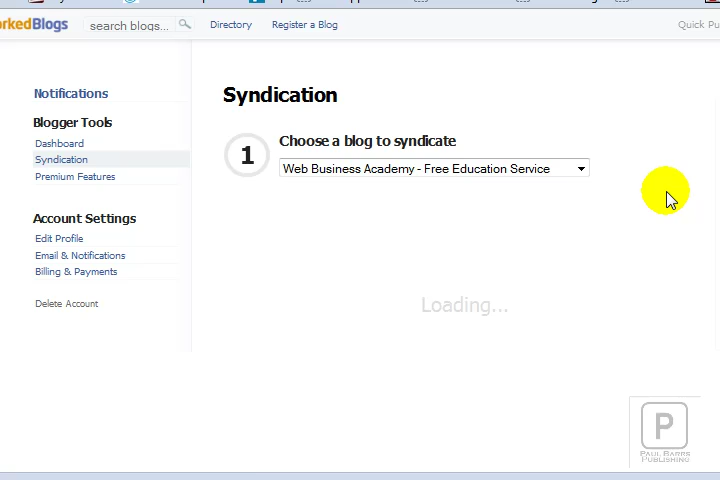 orkedBlogs
search blogs...
Directory
Register a Blog
Quick Pu
Notifications
Blogger Tools
Dashboard
Syndication
Premium Features
Account Settings
Edit Profile
Email & Notifications
Billing & Payments
Delete Account
Syndication
1
Choose a blog to syndicate
Web Business Academy - Free Education Service
Loading...
P
PAUL BARRS
PUBLISHING